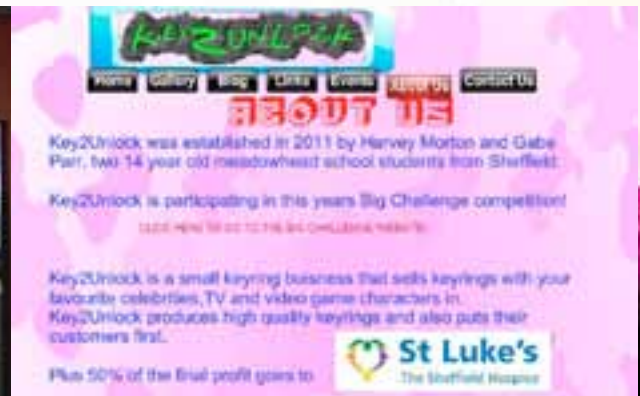 KEY2UNLOCK
Home Gallery Blog Links Events About Us Contact Us
ABOUT US
Key2Unlock was established in 2011 by Harvey Morton and Gabe
Parr, two 14 year old meadowhead school students from Sheffield.
Key2Unlock is participating in this years Big Challenge competition!
CLICK HERE TO GO TO THE BIG CHALLENGE WEBSITE
Key2Unlock is a small keyring buisness that sells keyrings with your
favourite celebrities,TV and video game characters in.
Key2Unlock produces high quality keyrings and also puts their
customers first.
Plus 50% of the final profit goes to
St Luke's
The Sheffield Hospice